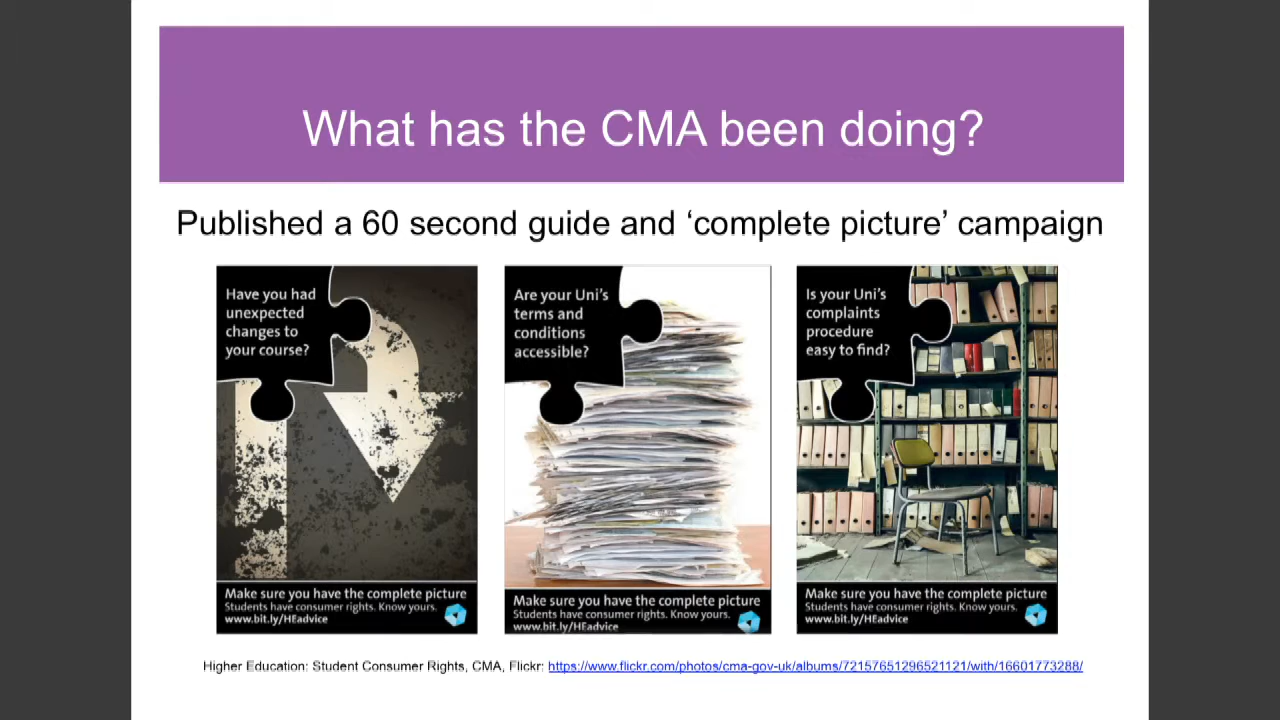 What has the CMA been doing?
Published a 60 second guide and ‘complete picture’ campaign
Have you had
unexpected
changes to
your course?
Make sure you have the complete picture
Students have consumer rights. Know yours.
www.bit.ly/HEadvice
Are your Uni's
terms and
conditions
accessible?
Make sure you have the complete picture
Students have consumer rights. Know yours.
www.bit.ly/HEadvice
Is your Uni's
complaints
procedure
easy to find?
Make sure you have the complete picture
Students have consumer rights. Know yours.
www.bit.ly/HEadvice
Higher Education: Student Consumer Rights, CMA, Flickr: https://www.flickr.com/photos/cma-gov-uk/albums/72157651296521121/with/16601773288/